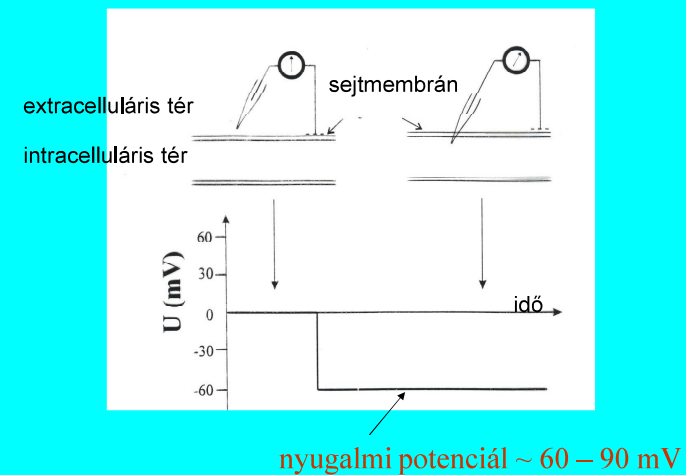 sejtmembrán
extracelluláris tér
intracelluláris tér
U (mV)
60
30
0
-30
-60
idő
nyugalmi potenciál ~ 60 – 90 mV